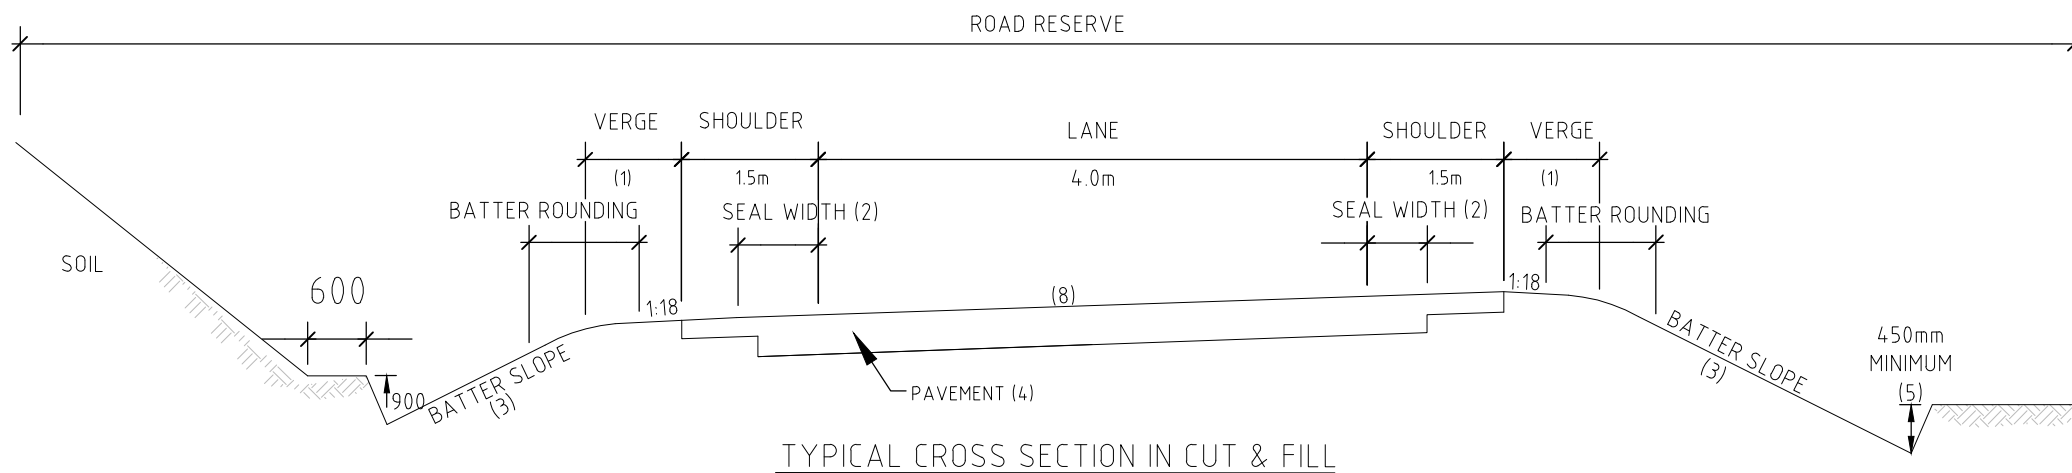 ROAD RESERVE
VERGE
SHOULDER
LANE
SHOULDER
VERGE
(1)
1.5m
4.0m
1.5m
(1)
BATTER ROUNDING
SEAL WIDTH (2)
SEAL WIDTH (2)
BATTER ROUNDING
SOIL
600
1:18
(8)
1:18
BATTER SLOPE
(3)
900
BATTER SLOPE
(3)
450mm
MINIMUM
(5)
PAVEMENT (4)
TYPICAL CROSS SECTION IN CUT & FILL